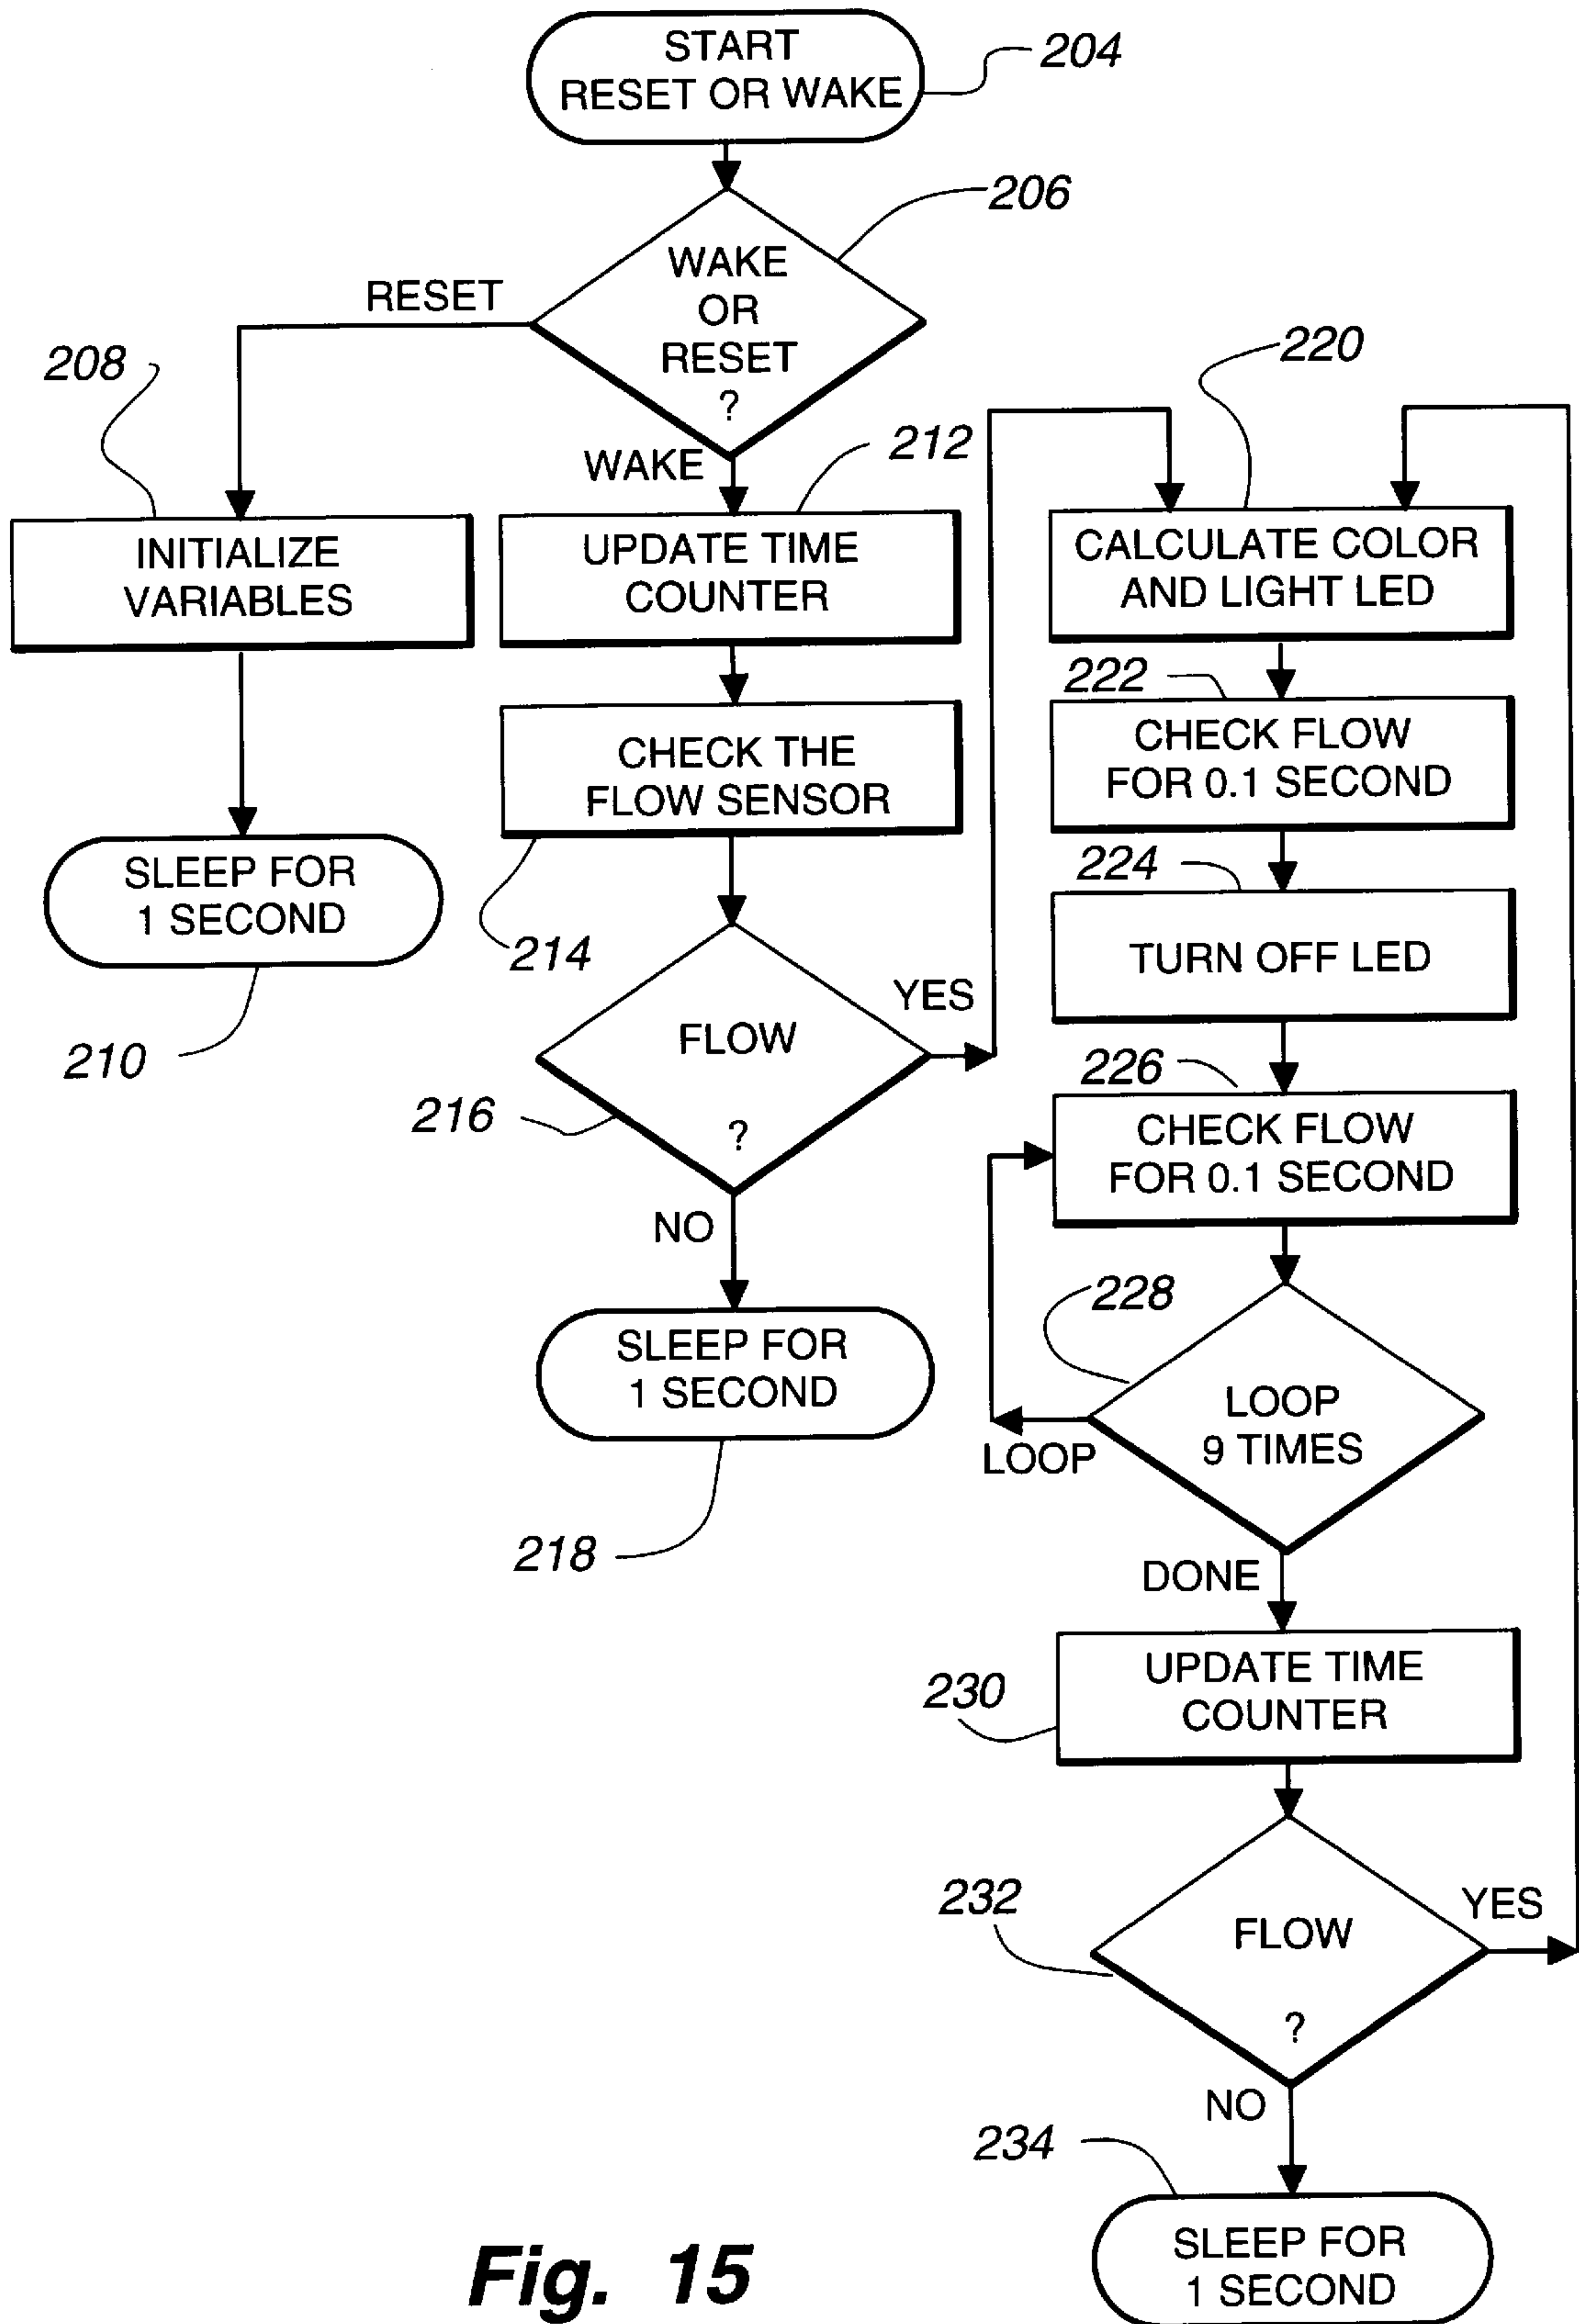 START
RESET OR WAKE
204
206
WAKE
OR
RESET
?
RESET
208
WAKE
212
220
INITIALIZE
VARIABLES
UPDATE TIME
COUNTER
CALCULATE COLOR
AND LIGHT LED
222
CHECK THE
FLOW SENSOR
CHECK FLOW
FOR 0.1 SECOND
SLEEP FOR
1 SECOND
210
214
224
TURN OFF LED
FLOW
?
YES
216
226
CHECK FLOW
FOR 0.1 SECOND
NO
228
SLEEP FOR
1 SECOND
218
LOOP
9 TIMES
LOOP
DONE
230
UPDATE TIME
COUNTER
232
FLOW
?
YES
NO
234
SLEEP FOR
1 SECOND
Fig. 15